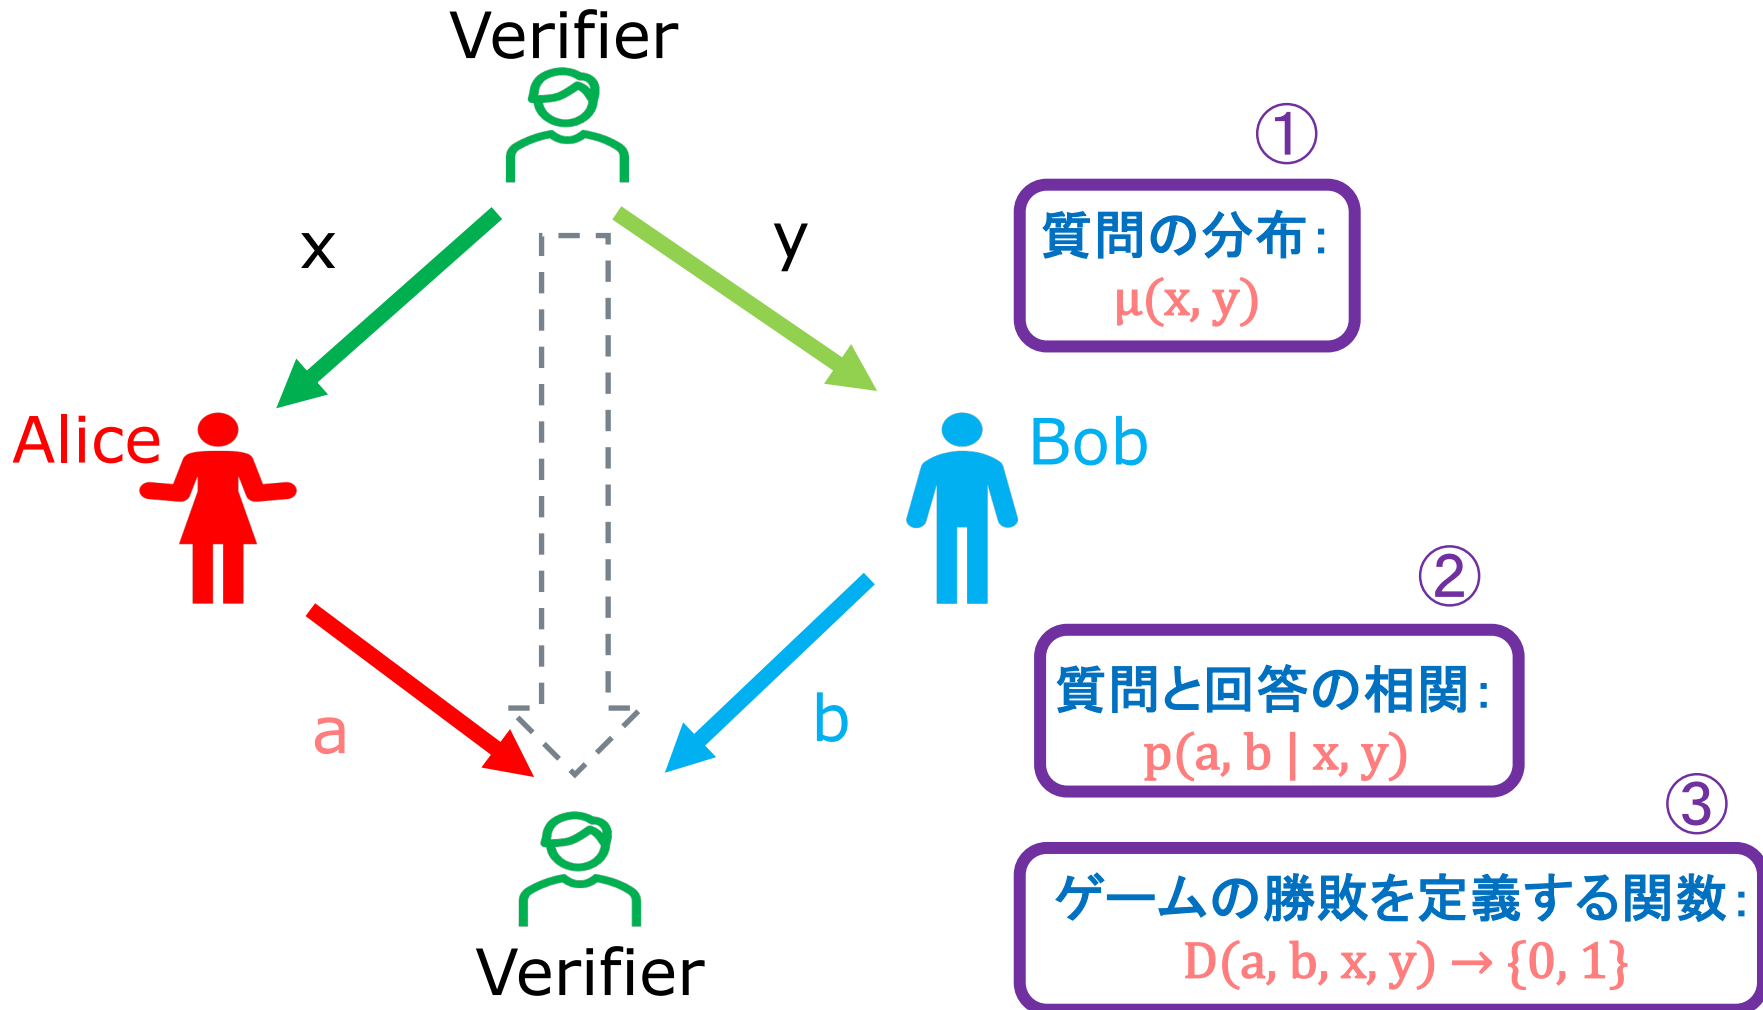 Verifier
①
x
y
質問の分布：
μ(x, y)
Alice
Bob
②
a
b
質問と回答の相関：
p(a, b | x, y)
③
ゲームの勝敗を定義する関数：
D(a, b, x, y) → {0, 1}
Verifier